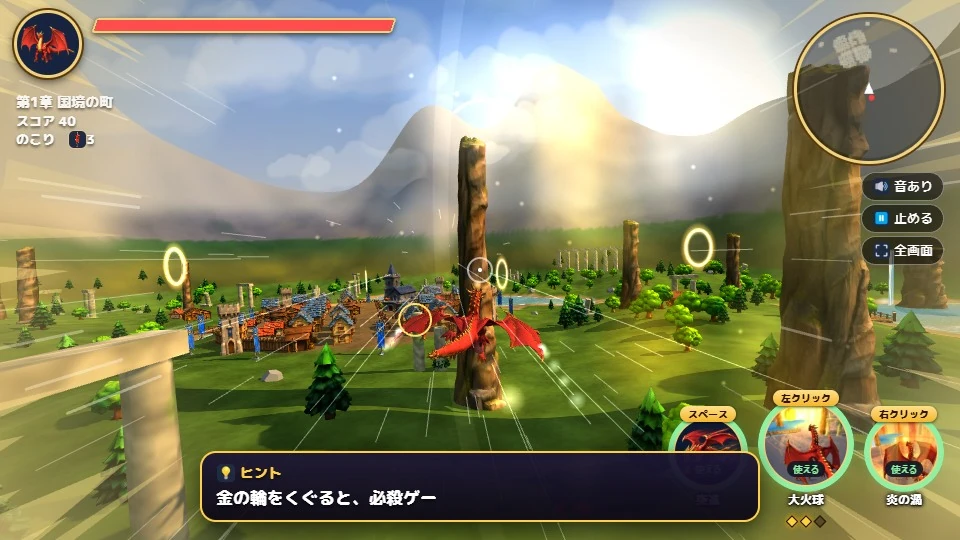 第1章 国境の町
スコア 40
のこり 3
音あり
止める
全画面
スペース
左クリック
右クリック
使える
使える
大火球
炎の渦
ヒント
金の輪をくぐると、必殺ゲー